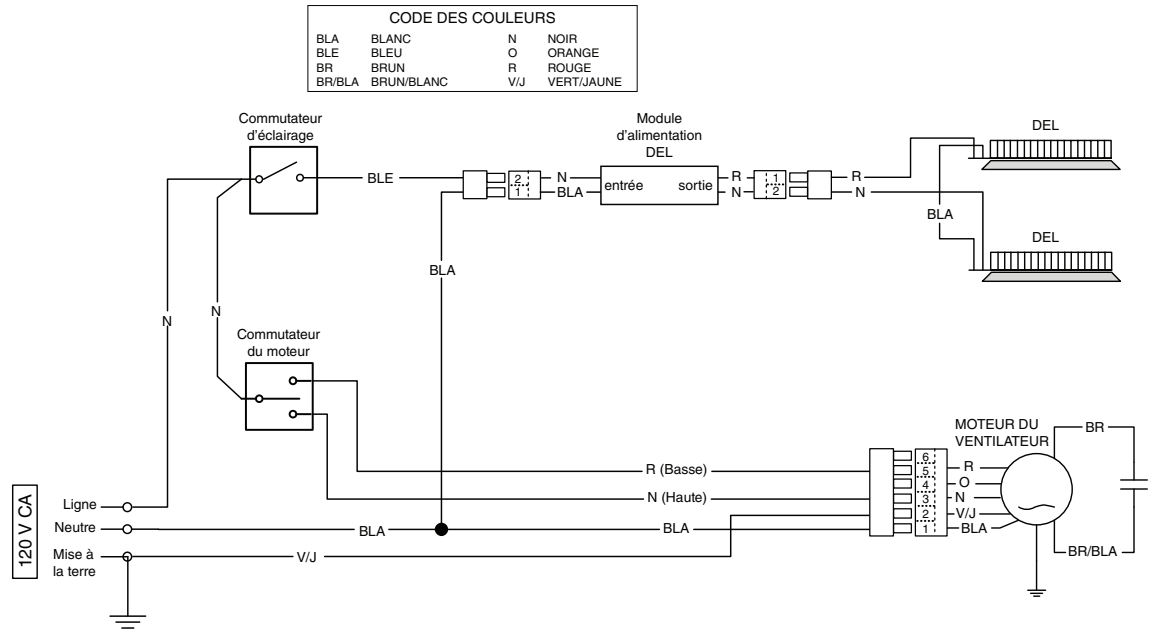 CODE DES COULEURS
BLA BLANC N NOIR
BLE BLEU O ORANGE
BR BRUN R ROUGE
BR/BLA BRUN/BLANC V/J VERT/JAUNE
Commutateur
d'éclairage
Module
d'alimentation
DEL
DEL
BLE
2
1
N
BLA
entrée
sortie
R
N
1
2
R
N
BLA
DEL
BLA
N
N
Commutateur
du moteur
MOTEUR DU
VENTILATEUR
BR
R (Basse)
N (Haute)
6
5
4
3
2
1
R
O
N
V/J
BLA
BR/BLA
120 V CA
Ligne
Neutre
BLA
BLA
Mise à
la terre
V/J